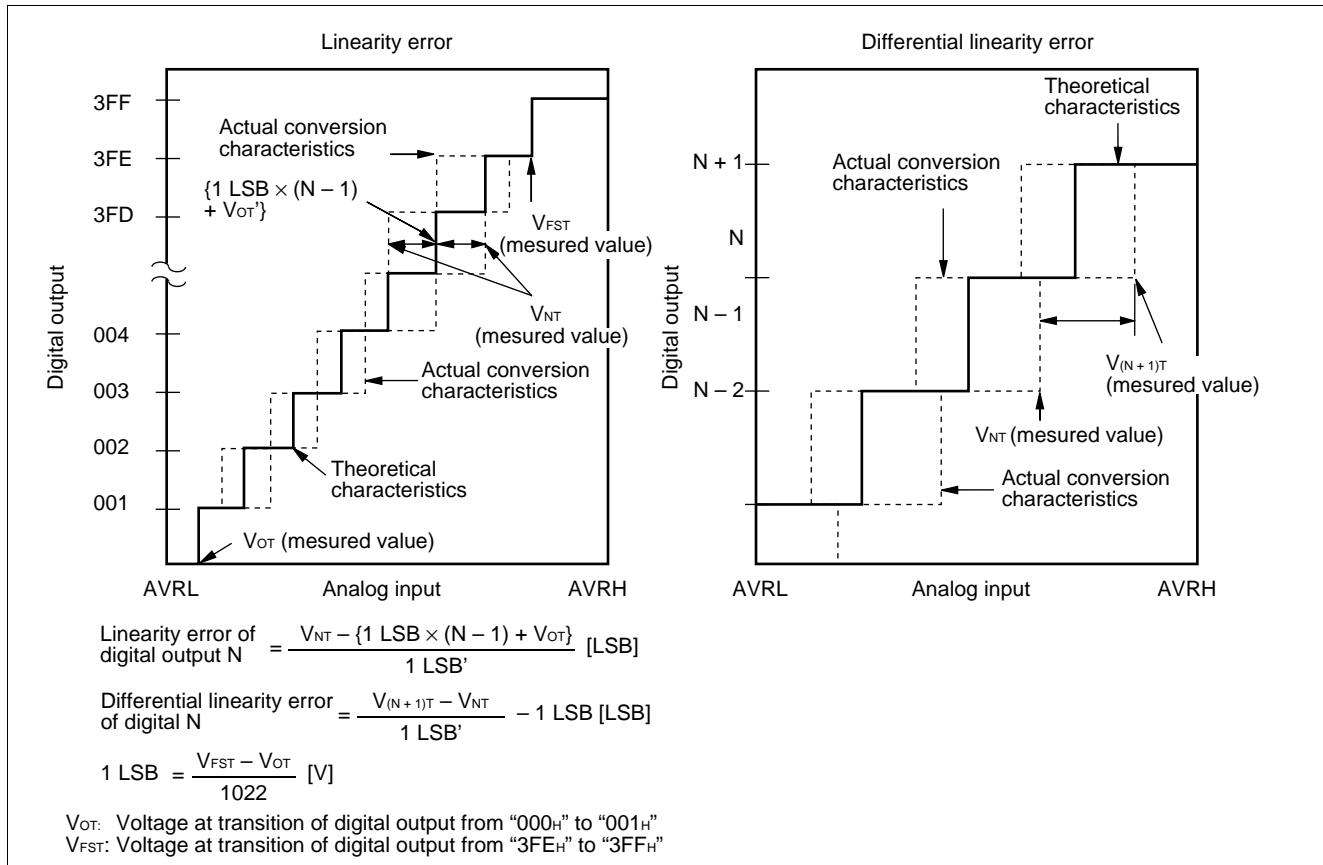 Linearity error
3FF
3FE
3FD
004
003
002
001
Digital output
Actual conversion
characteristics
{1 LSB × (N – 1)
+ VOT'}
VFST
(mesured value)
VNT
(mesured value)
Actual conversion
characteristics
Theoretical
characteristics
VOT (mesured value)
AVRL
Analog input
AVRH
Differential linearity error
N + 1
N
N – 1
N – 2
Digital output
Theoretical
characteristics
Actual conversion
characteristics
V(N + 1)T
(mesured value)
VNT (mesured value)
Actual conversion
characteristics
AVRL
Analog input
AVRH
Linearity error of
digital output N
= VNT – {1 LSB × (N – 1) + VOT} / 1 LSB' [LSB]
Differential linearity error
of digital N
= V(N + 1)T – VNT / 1 LSB' – 1 LSB [LSB]
1 LSB = VFST – VOT / 1022 [V]
VOT: Voltage at transition of digital output from “000H” to “001H”
VFST: Voltage at transition of digital output from “3FEH” to “3FFH”